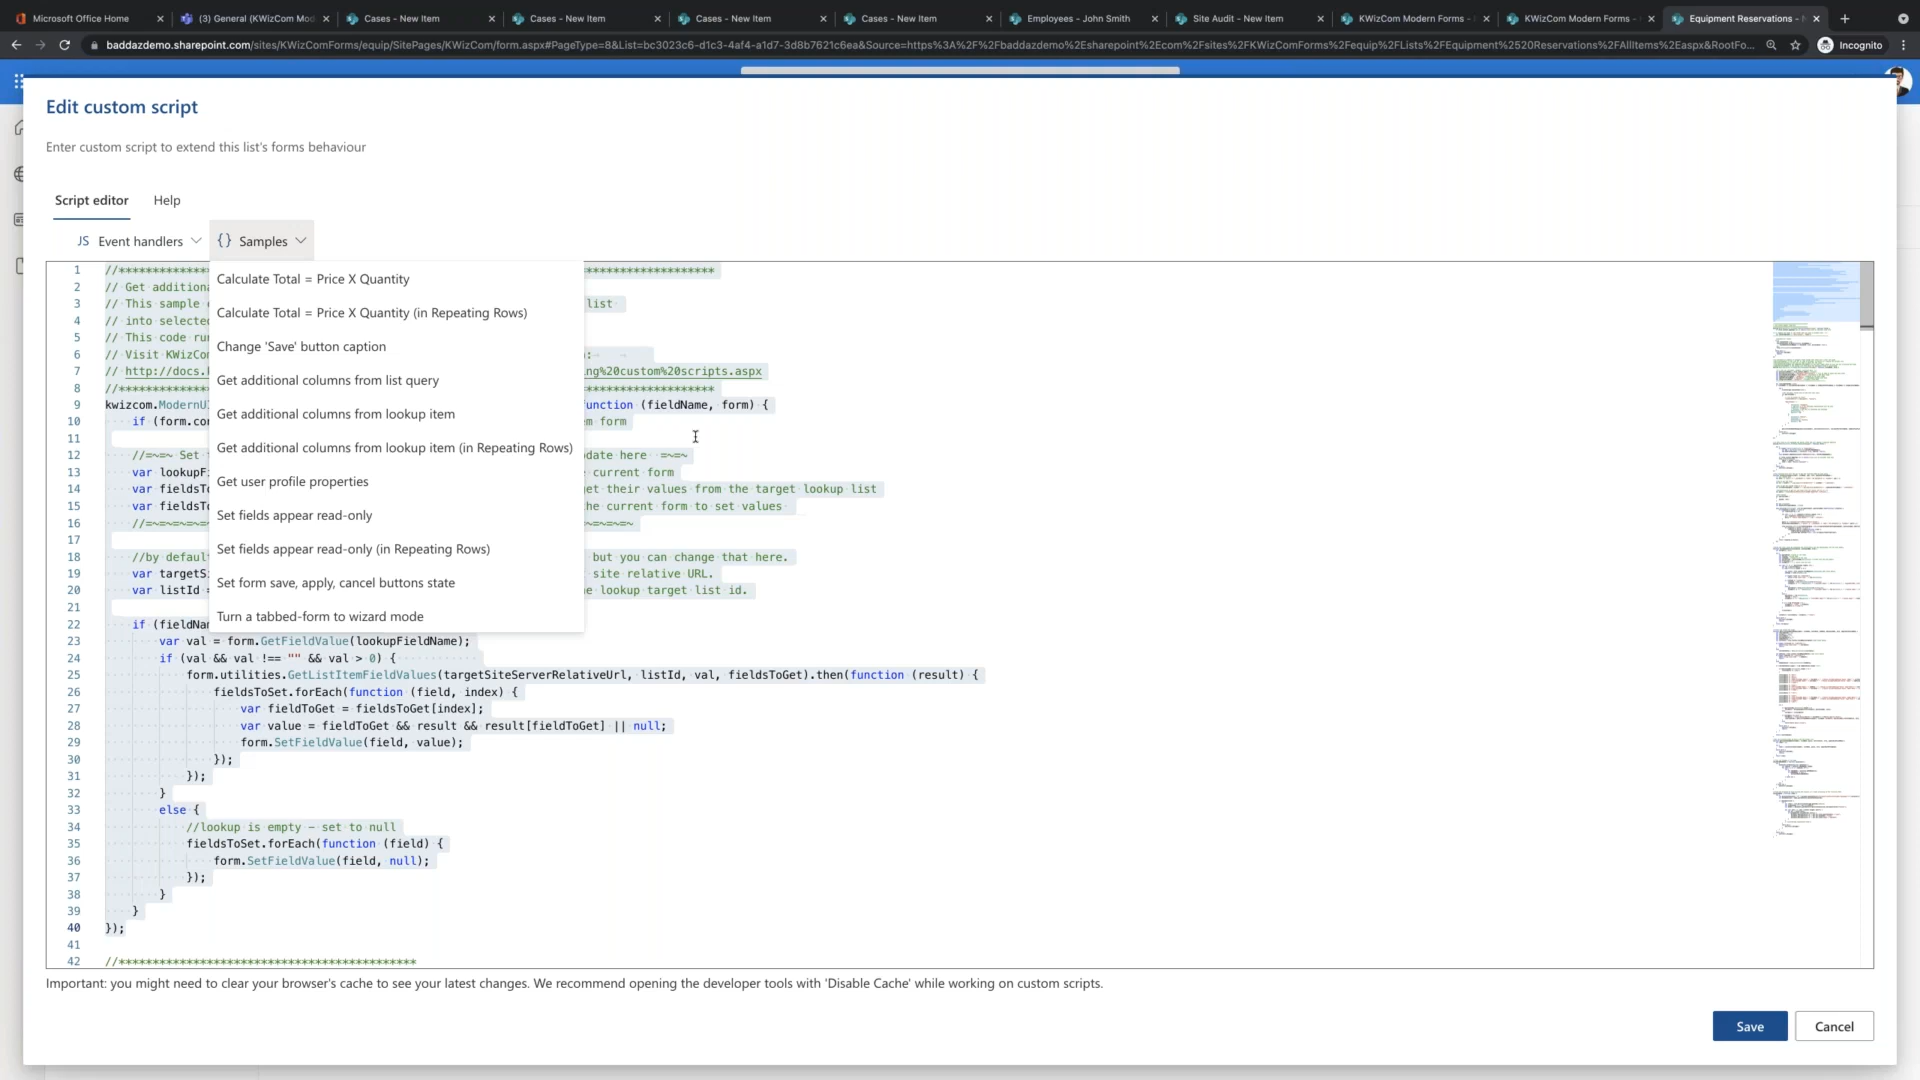 Microsoft Office Home
(3) General (KWizCom Mod
Cases - New Item
Cases - New Item
Cases - New Item
Cases - New Item
Employees - John Smith
Site Audit - New Item
KWizCom Modern Forms -
KWizCom Modern Forms -
Equipment Reservations -
baddazdemo.sharepoint.com/sites/KWizComForms/equip/SitePages/KWizCom/form.aspx#PageType=8&List=bc3023c6-d1c3-4af4-a1d7-3d8b7621c6ea&Source=https%3A%2F%2Fbaddazdemo%2Esharepoint%2Ecom%2Fsites%2FKWizComForms%2Fequip%2FLists%2FEquipment%2520Reservations%2FAllItems%2Easpx&RootFo...
Incognito
Edit custom script
Enter custom script to extend this list's forms behaviour
Script editor Help
JS Event handlers {} Samples
Calculate Total = Price X Quantity
Calculate Total = Price X Quantity (in Repeating Rows)
Change 'Save' button caption
Get additional columns from list query
Get additional columns from lookup item
Get additional columns from lookup item (in Repeating Rows)
Get user profile properties
Set fields appear read-only
Set fields appear read-only (in Repeating Rows)
Set form save, apply, cancel buttons state
Turn a tabbed-form to wizard mode
1 //**************** ********************
2 // Get additiona
3 // This sample list
4 // into selected
5 // This code run
6 // Visit KWizCom :
7 // http://docs. ng%20custom%20scripts.aspx
8 //**************** ********************
9 kwizcom.ModernUI unction (fieldName, form) {
10 if (form.con m form
11
12 //=~=~ Set date here =~=~
13 var lookupFi current form
14 var fieldsTo et their values from the target lookup list
15 var fieldsTo he current form to set values
16 //=~=~=~=~ =~=~=~=~
17
18 //by default but you can change that here.
19 var targetSi site relative URL.
20 var listId = e lookup target list id.
21
22 if (fieldNam
23 var val = form.GetFieldValue(lookupFieldName);
24 if (val && val !== "" && val > 0) {
25 form.utilities.GetListItemFieldValues(targetSiteServerRelativeUrl, listId, val, fieldsToGet).then(function (result) {
26 fieldsToSet.forEach(function (field, index) {
27 var fieldToGet = fieldsToGet[index];
28 var value = fieldToGet && result && result[fieldToGet] || null;
29 form.SetFieldValue(field, value);
30 });
31 });
32 }
33 else {
34 //lookup is empty - set to null
35 fieldsToSet.forEach(function (field) {
36 form.SetFieldValue(field, null);
37 });
38 }
39 }
40 });
41
42 //********************************************
Important: you might need to clear your browser's cache to see your latest changes. We recommend opening the developer tools with 'Disable Cache' while working on custom scripts.
Save Cancel